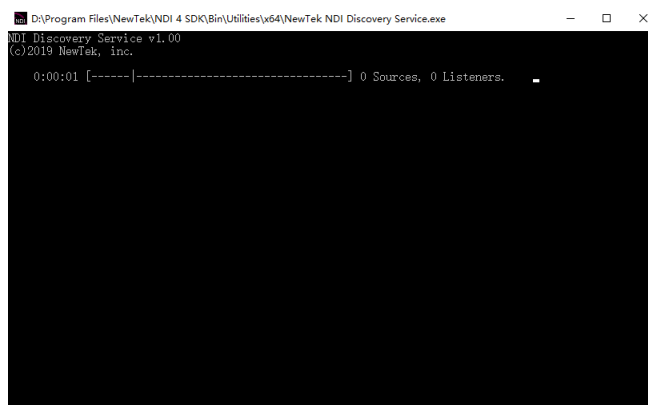 NDI D:\Program Files\NewTek\NDI 4 SDK\Bin\Utilities\x64\NewTek NDI Discovery Service.exe
NDI Discovery Service v1.00
(c)2019 NewTek, inc.
0:00:01 [------|---------------------------------] 0 Sources, 0 Listeners.